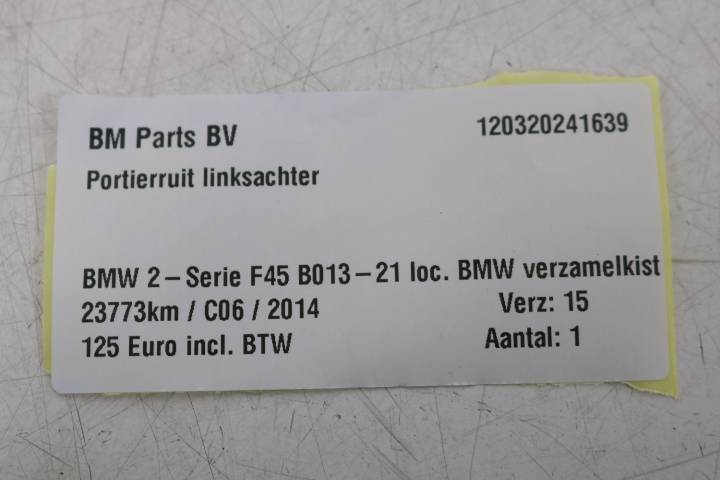 BM Parts BV 120320241639
Portierruit linksachter
BMW 2-Serie F45 B013-21 loc. BMW verzamelkist
23773km / C06 / 2014 Verz: 15
125 Euro incl. BTW Aantal: 1